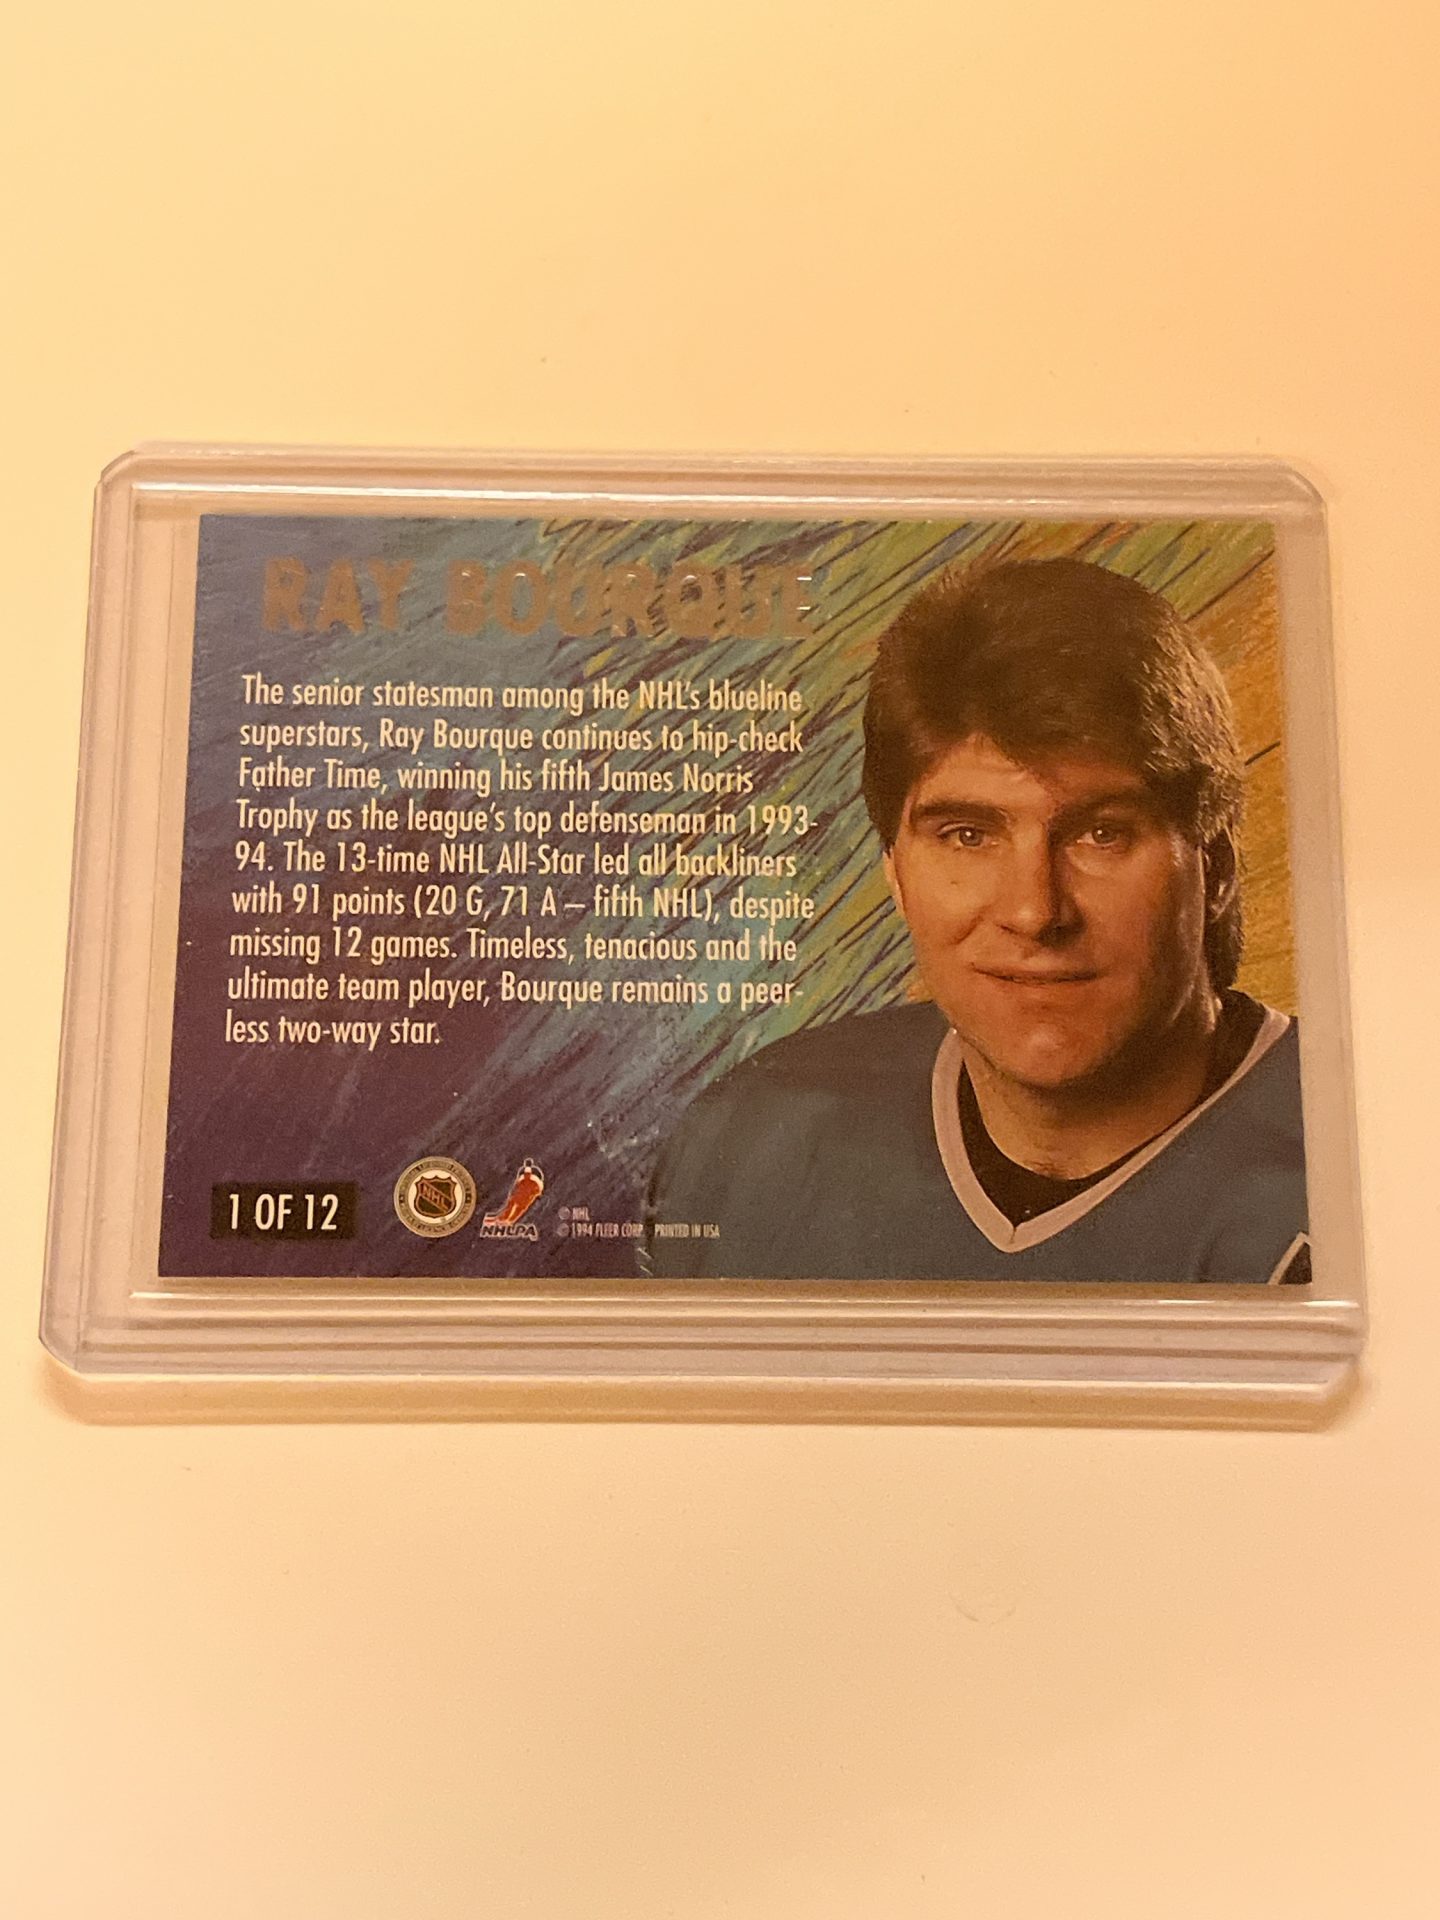 RAY BOURQUE
The senior statesman among the NHL's blueline
superstars, Ray Bourque continues to hip-check
Father Time, winning his fifth James Norris
Trophy as the league's top defenseman in 1993-
94. The 13-time NHL All-Star led all backliners
with 91 points (20 G, 71 A – fifth NHL), despite
missing 12 games. Timeless, tenacious and the
ultimate team player, Bourque remains a peer-
less two-way star.
1 OF 12
NHL
NHLPA
© NHL
© 1994 FLEER CORP. PRINTED IN USA